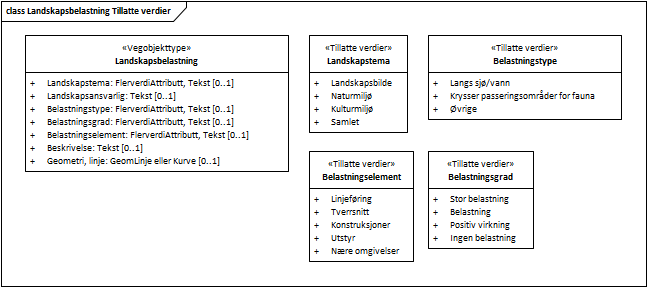 class Landskapsbelastning Tillatte verdier
«Vegobjekttype»
Landskapsbelastning
+ Landskapstema: FlerverdiAttributt, Tekst [0..1]
+ Landskapsansvarlig: Tekst [0..1]
+ Belastningstype: FlerverdiAttributt, Tekst [0..1]
+ Belastningsgrad: FlerverdiAttributt, Tekst [0..1]
+ Belastningselement: FlerverdiAttributt, Tekst [0..1]
+ Beskrivelse: Tekst [0..1]
+ Geometri, linje: GeomLinje eller Kurve [0..1]
«Tillatte verdier»
Landskapstema
+ Landskapsbilde
+ Naturmiljø
+ Kulturmiljø
+ Samlet
«Tillatte verdier»
Belastningstype
+ Langs sjø/vann
+ Krysser passeringsområder for fauna
+ Øvrige
«Tillatte verdier»
Belastningselement
+ Linjeføring
+ Tverrsnitt
+ Konstruksjoner
+ Utstyr
+ Nære omgivelser
«Tillatte verdier»
Belastningsgrad
+ Stor belastning
+ Belastning
+ Positiv virkning
+ Ingen belastning